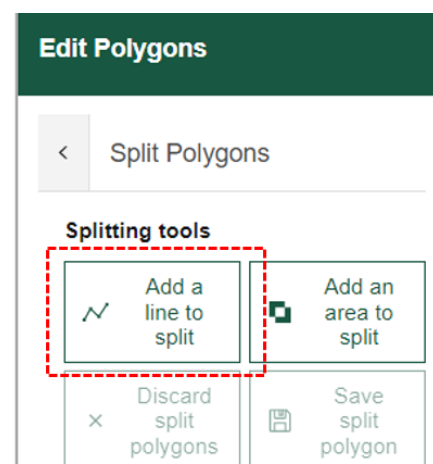 Edit Polygons
Split Polygons
Splitting tools
Add a
line to
split
Add an
area to
split
Discard
split
polygons
Save
split
polygon